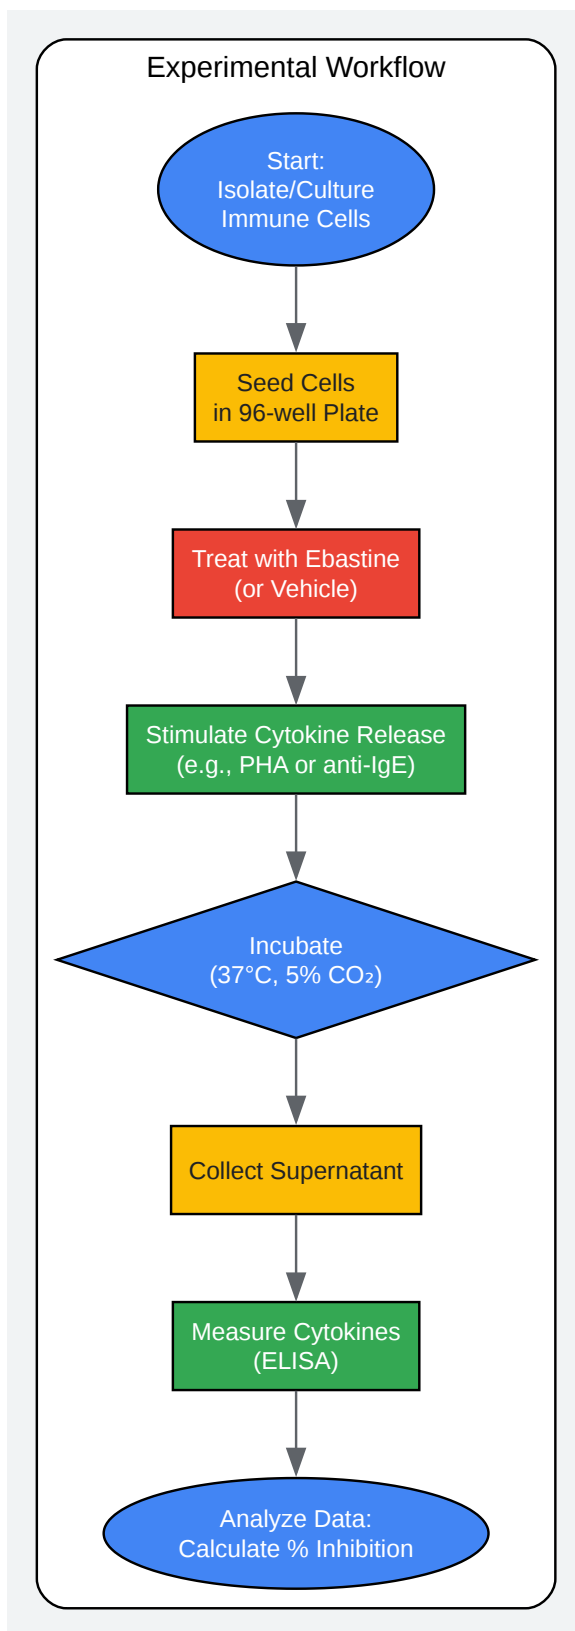 Experimental Workflow
Start:
Isolate/Culture
Immune Cells
Seed Cells
in 96-well Plate
Treat with Ebastine
(or Vehicle)
Stimulate Cytokine Release
(e.g., PHA or anti-IgE)
Incubate
(37°C, 5% CO₂)
Collect Supernatant
Measure Cytokines
(ELISA)
Analyze Data:
Calculate % Inhibition